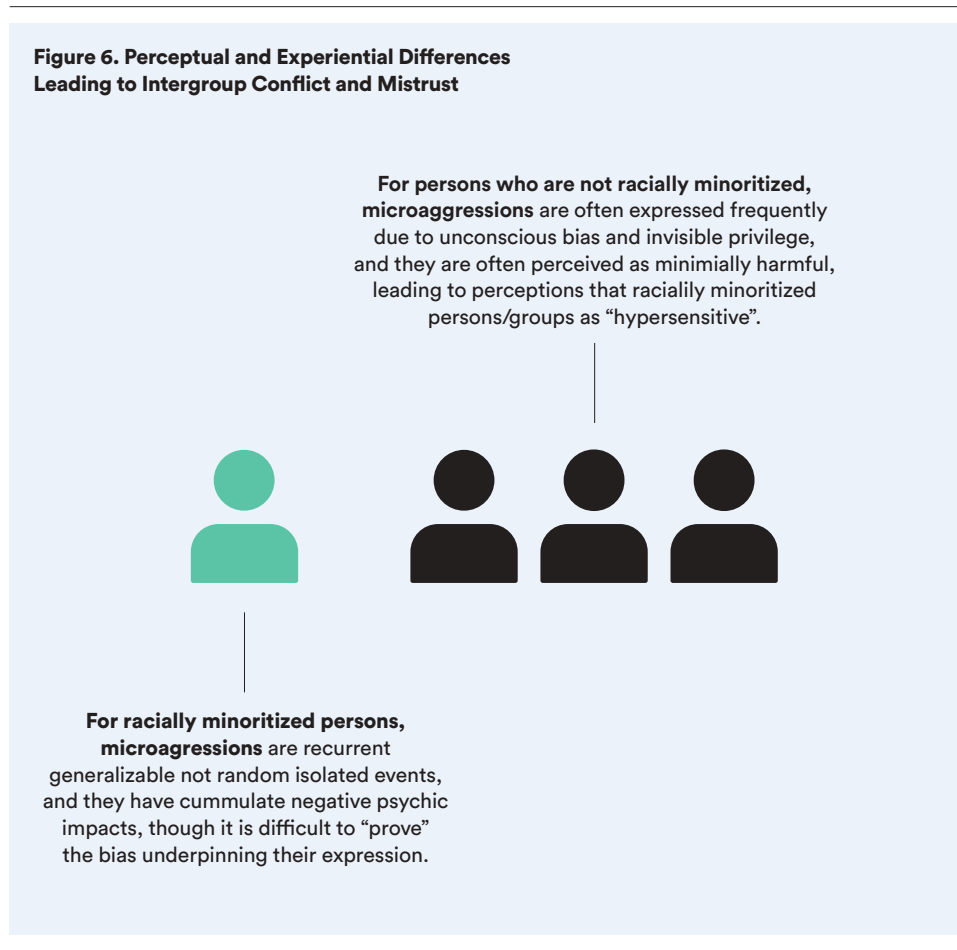 Figure 6. Perceptual and Experiential Differences
Leading to Intergroup Conflict and Mistrust
For persons who are not racially minoritized,
microaggressions are often expressed frequently
due to unconscious bias and invisible privilege,
and they are often perceived as minimially harmful,
leading to perceptions that racialily minoritized
persons/groups as “hypersensitive”.
For racially minoritized persons,
microagressions are recurrent
generalizable not random isolated events,
and they have cummulate negative psychic
impacts, though it is difficult to “prove”
the bias underpinning their expression.